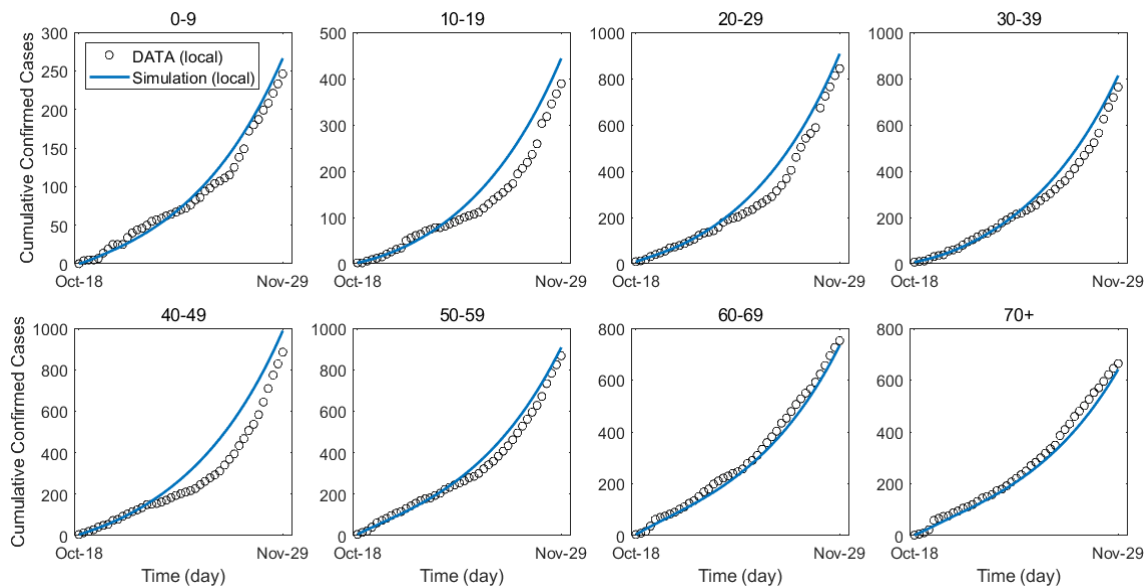 0-9
10-19
20-29
30-39
Cumulative Confirmed Cases
300
250
200
150
100
50
0
DATA (local)
Simulation (local)
Oct-18
Nov-29
500
400
300
200
100
0
Oct-18
Nov-29
1000
800
600
400
200
0
Oct-18
Nov-29
1000
800
600
400
200
0
Oct-18
Nov-29
40-49
50-59
60-69
70+
Cumulative Confirmed Cases
1000
800
600
400
200
0
Oct-18
Nov-29
Time (day)
1000
800
600
400
200
0
Oct-18
Nov-29
Time (day)
800
600
400
200
0
Oct-18
Nov-29
Time (day)
800
600
400
200
0
Oct-18
Nov-29
Time (day)